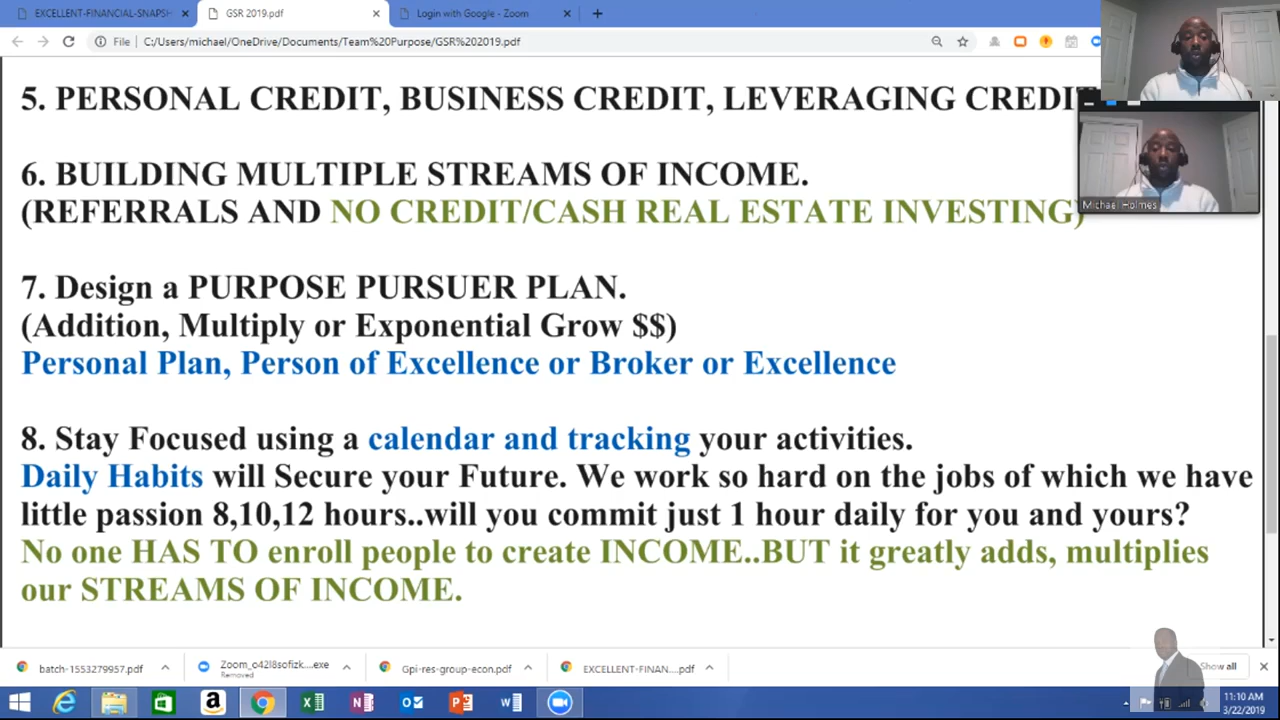 EXCELLENT-FINANCIAL-SNAPSH
GSR 2019.pdf
Login with Google - Zoom
File
C:/Users/michael/OneDrive/Documents/Team%20Purpose/GSR%202019.pdf
5. PERSONAL CREDIT, BUSINESS CREDIT, LEVERAGING CREDIT
6. BUILDING MULTIPLE STREAMS OF INCOME.
(REFERRALS AND NO CREDIT/CASH REAL ESTATE INVESTING)
Michael Holmes
7. Design a PURPOSE PURSUER PLAN.
(Addition, Multiply or Exponential Grow $$)
Personal Plan, Person of Excellence or Broker or Excellence
8. Stay Focused using a calendar and tracking your activities.
Daily Habits will Secure your Future. We work so hard on the jobs of which we have
little passion 8,10,12 hours..will you commit just 1 hour daily for you and yours?
No one HAS TO enroll people to create INCOME..BUT it greatly adds, multiplies
our STREAMS OF INCOME.
batch-1553279957.pdf
Zoom_o42l8sofizk....exe
Removed
Gpi-res-group-econ.pdf
EXCELLENT-FINAN....pdf
Show all
11:10 AM
3/22/2019